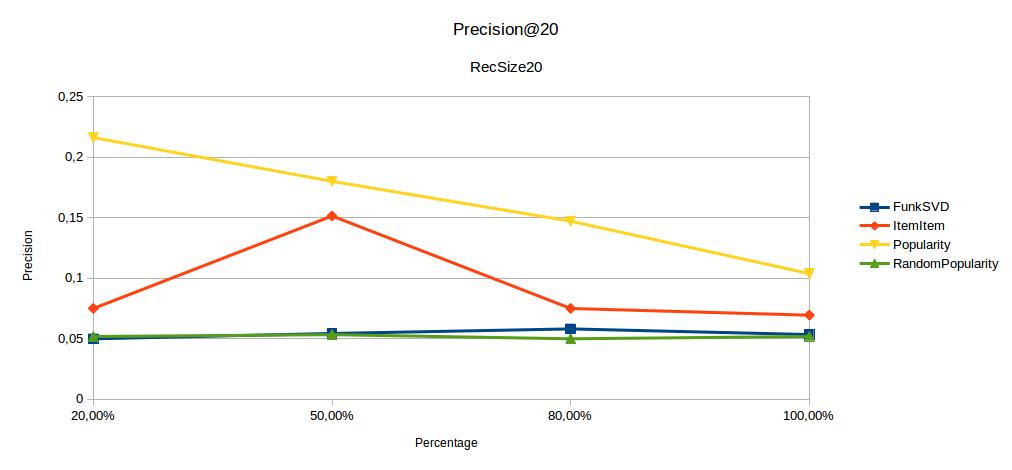 Precision@20
RecSize20
0,25
0,2
0,15
0,1
0,05
0
Precision
20,00%
50,00%
80,00%
100,00%
Percentage
FunkSVD
ItemItem
Popularity
RandomPopularity